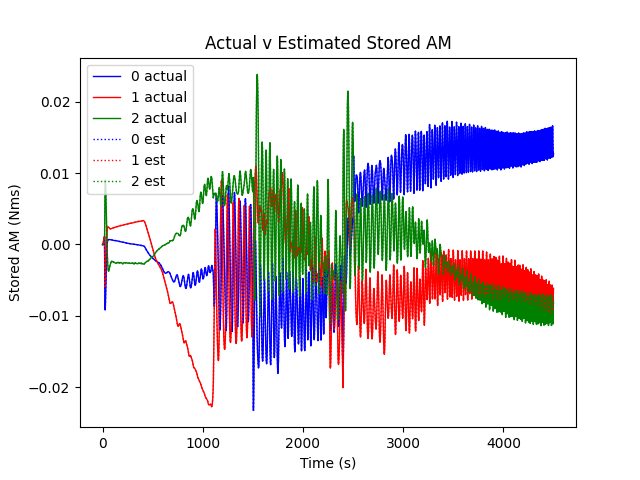 Actual v Estimated Stored AM
0 actual
1 actual
2 actual
0 est
1 est
2 est
0.02
0.01
0.00
−0.01
−0.02
Stored AM (Nms)
0
1000
2000
3000
4000
Time (s)